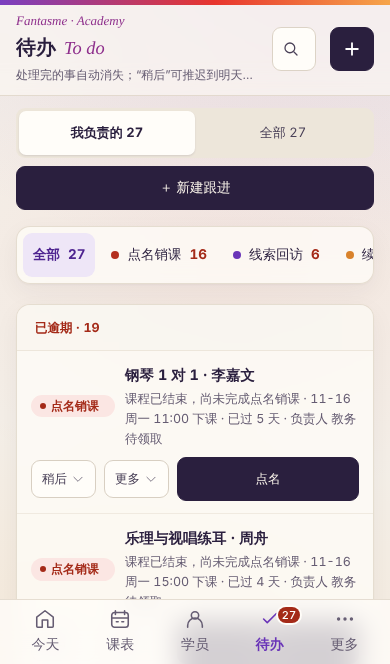 Fantasme · Academy
待办 To do
处理完的事自动消失；“稍后”可推迟到明天...
我负责的 27 全部 27
+ 新建跟进
全部 27 点名销课 16 线索回访 6 续
已逾期 · 19
钢琴 1 对 1 · 李嘉文
点名销课
课程已结束，尚未完成点名销课 · 11-16
周一 11:00 下课 · 已过 5 天 · 负责人 教务
待领取
稍后 更多 点名
乐理与视唱练耳 · 周舟
点名销课
课程已结束，尚未完成点名销课 · 11-16
周一 15:00 下课 · 已过 4 天 · 负责人 教务
27
今天 课表 学员 待办 更多